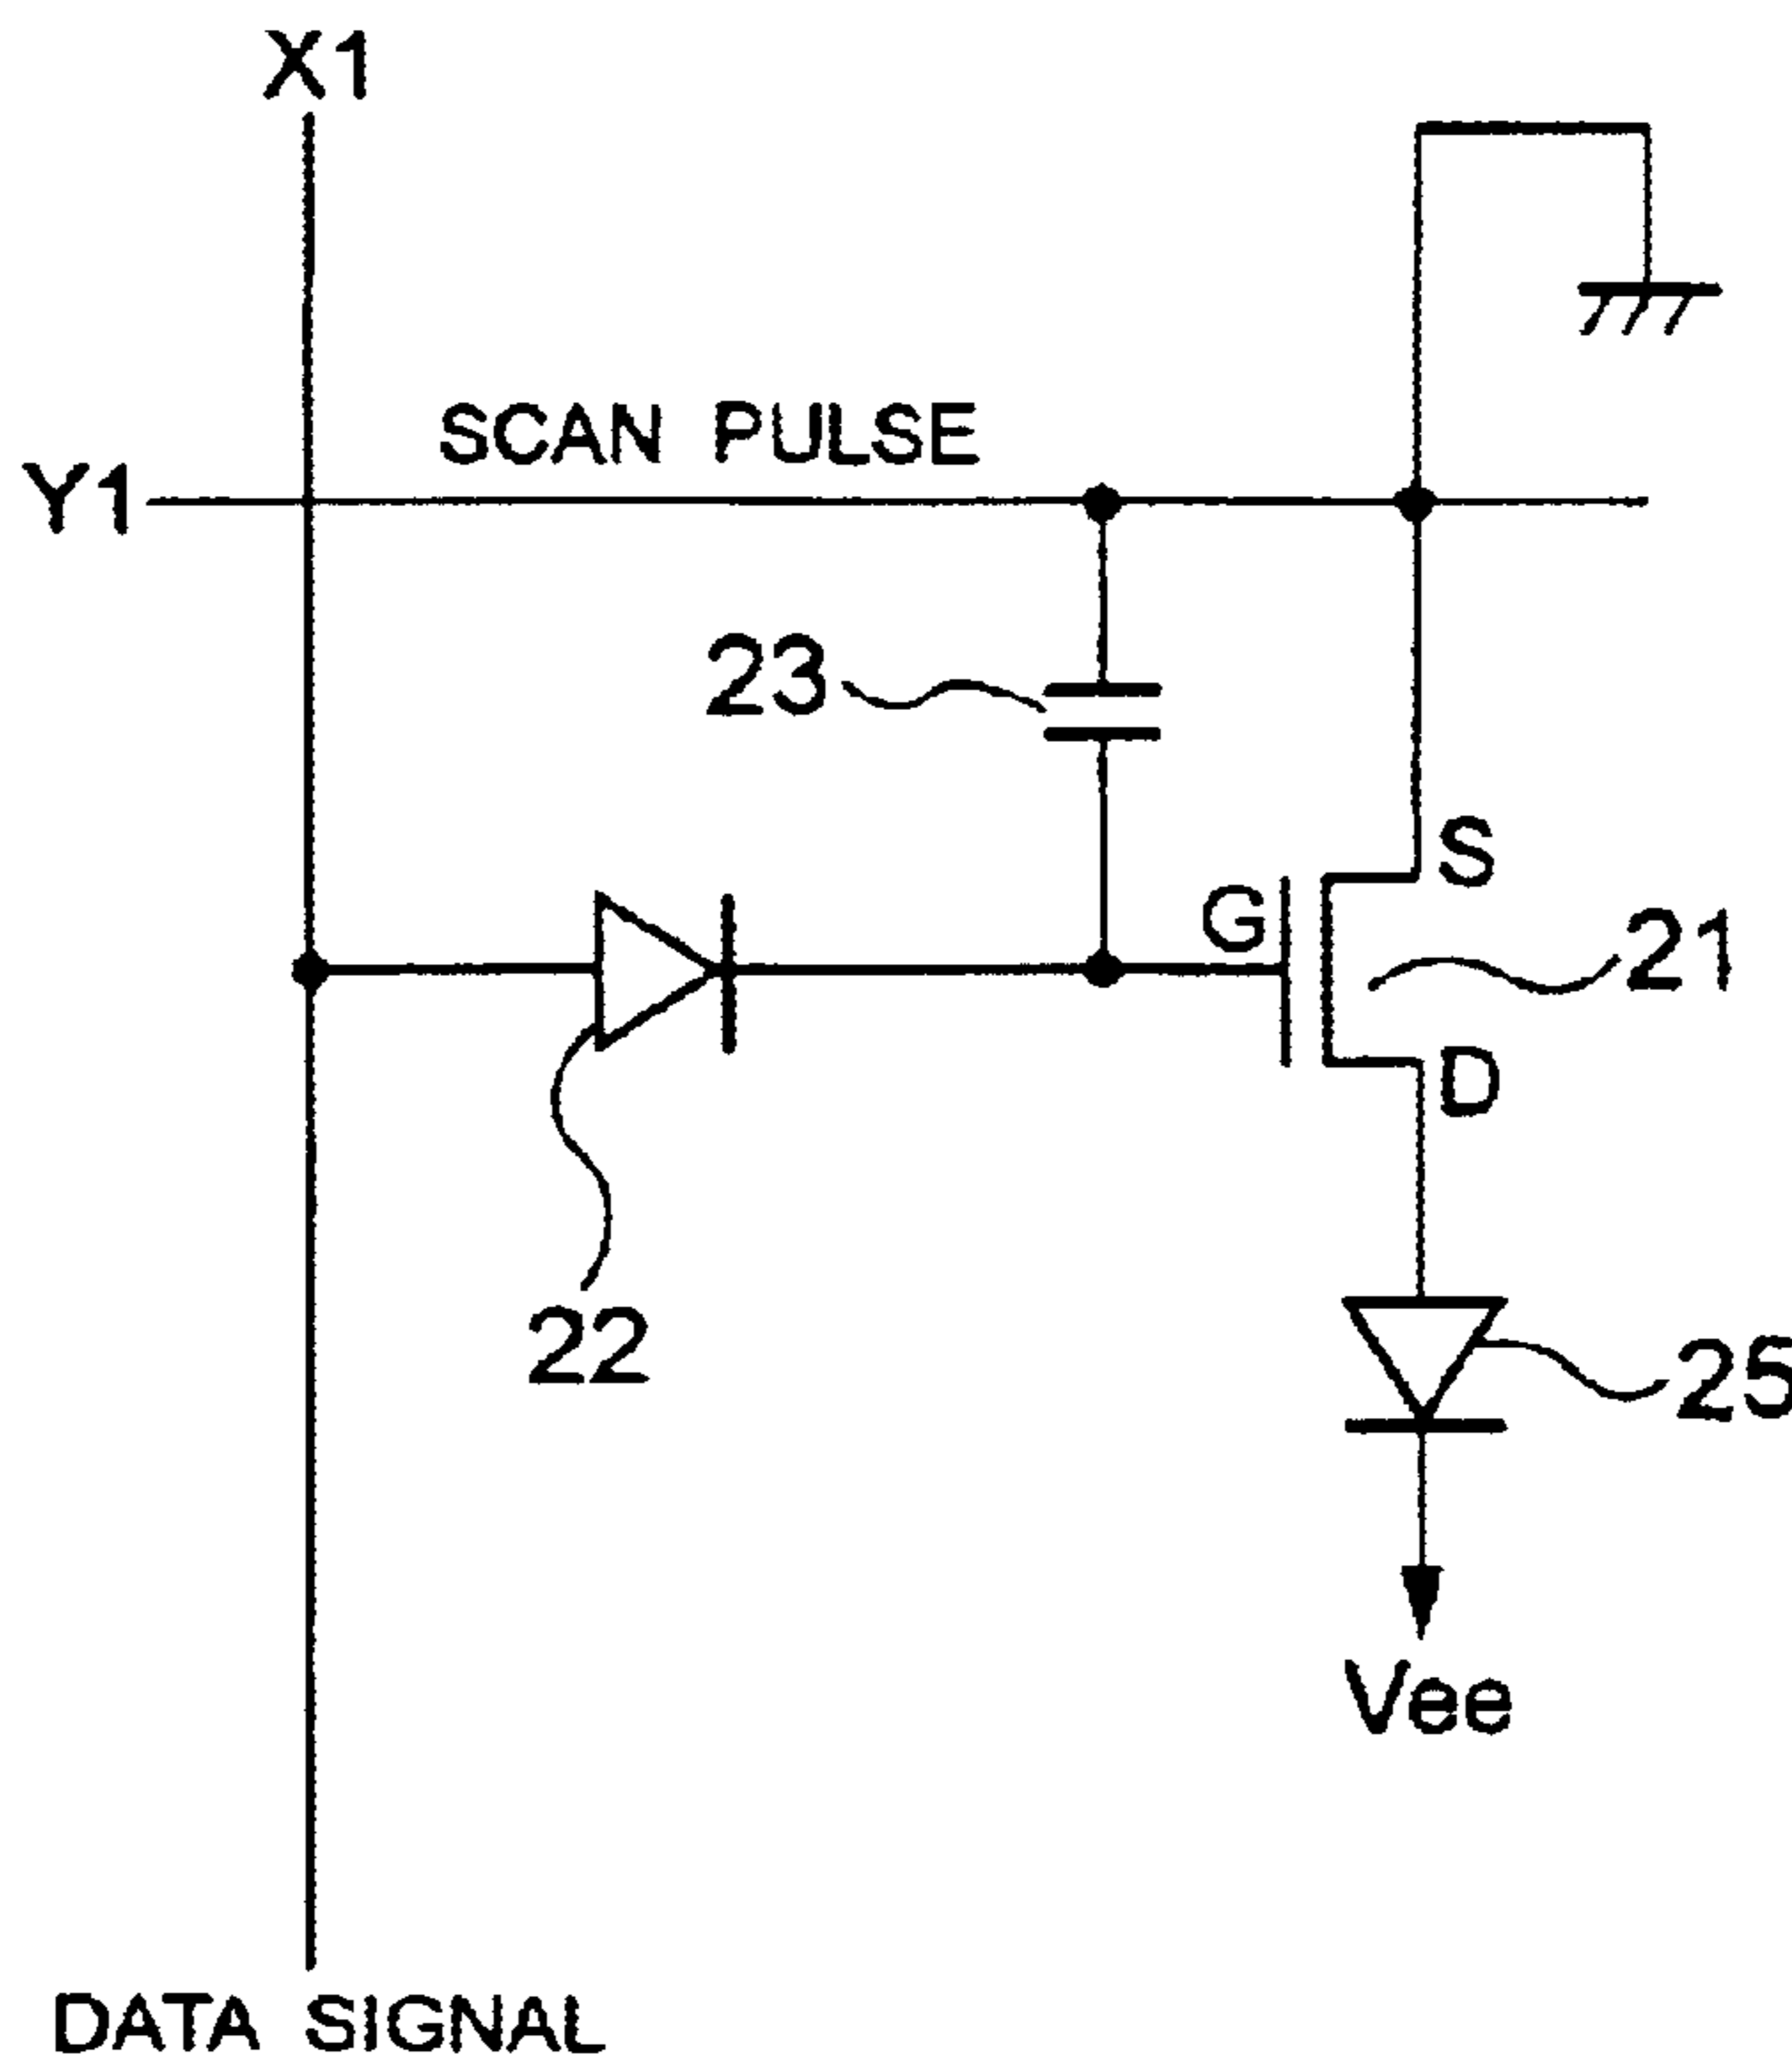 X1
SCAN PULSE
Y1
23
S
G
21
D
22
25
Vee
DATA SIGNAL